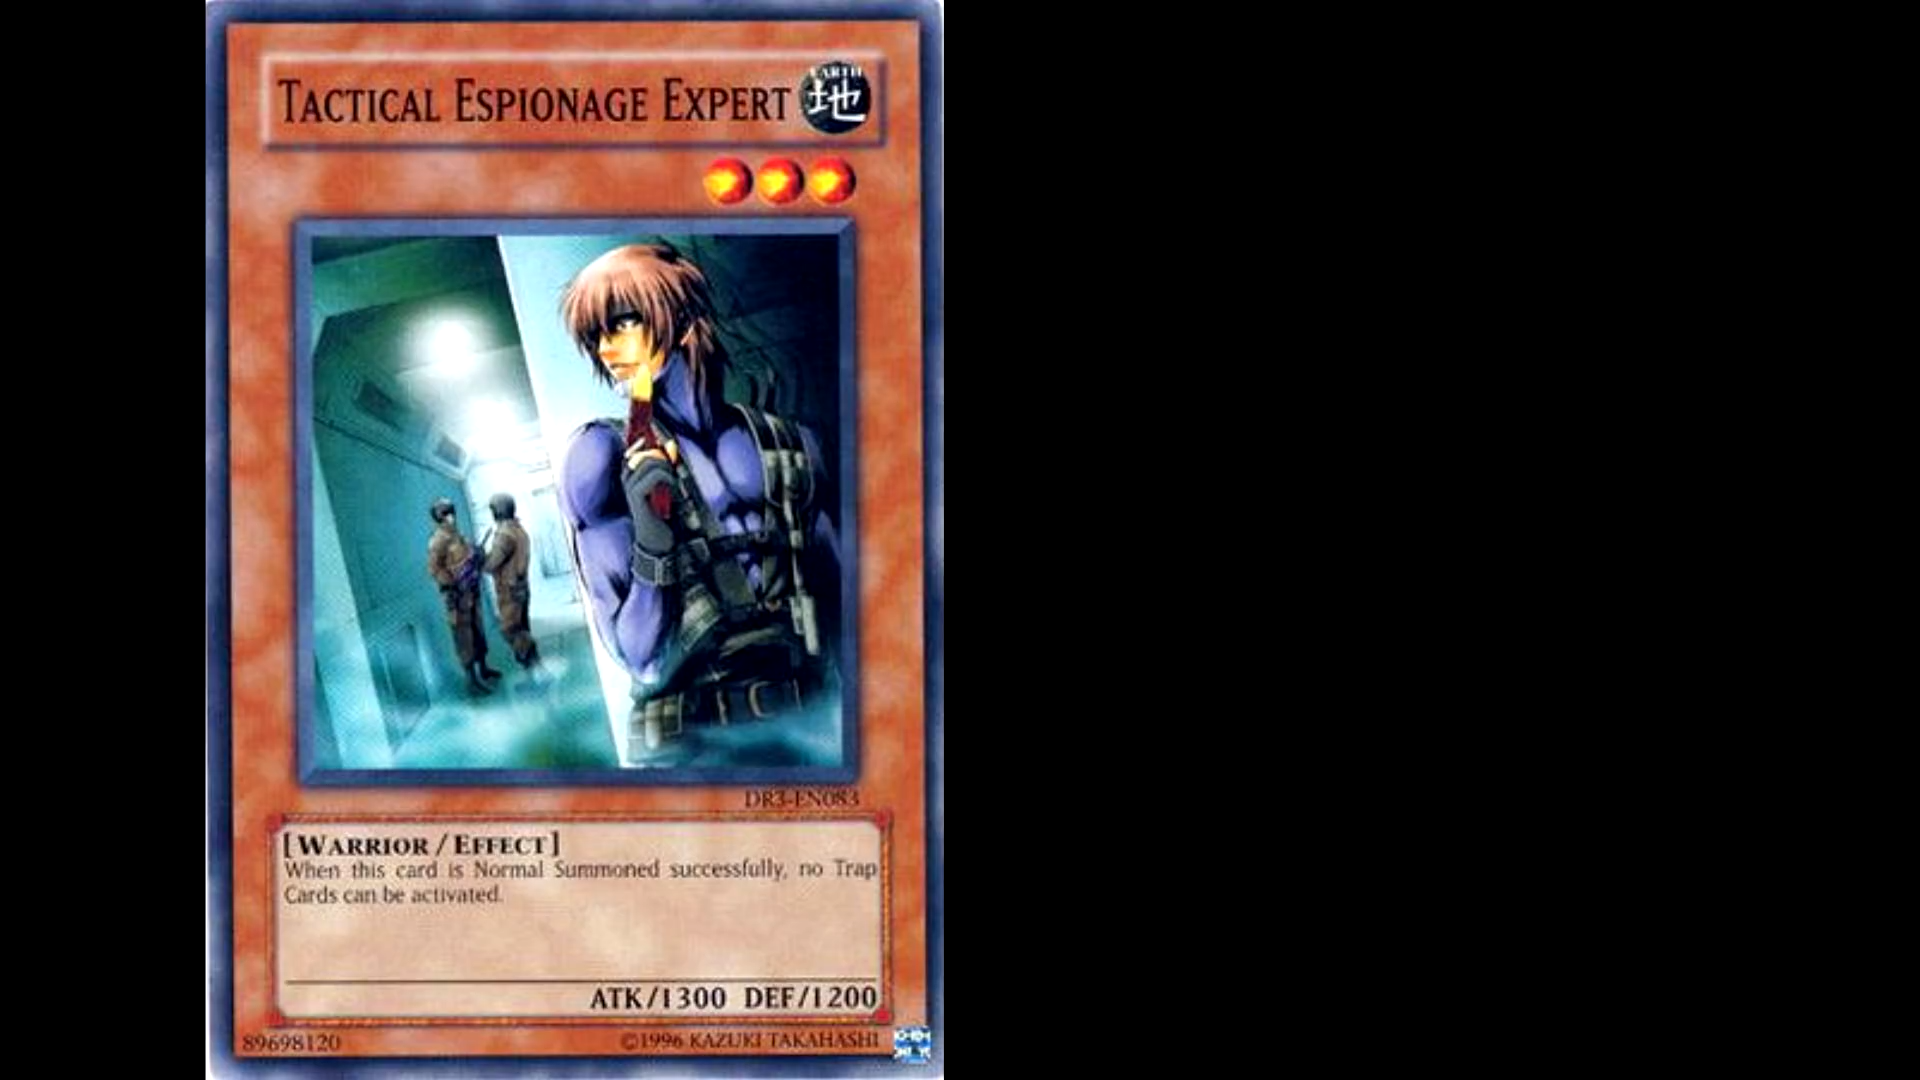 TACTICAL ESPIONAGE EXPERT
EARTH
地
DR3-EN083
[WARRIOR / EFFECT]
When this card is Normal Summoned successfully, no Trap
Cards can be activated.
ATK/1300 DEF/1200
89698120
©1996 KAZUKI TAKAHASHI